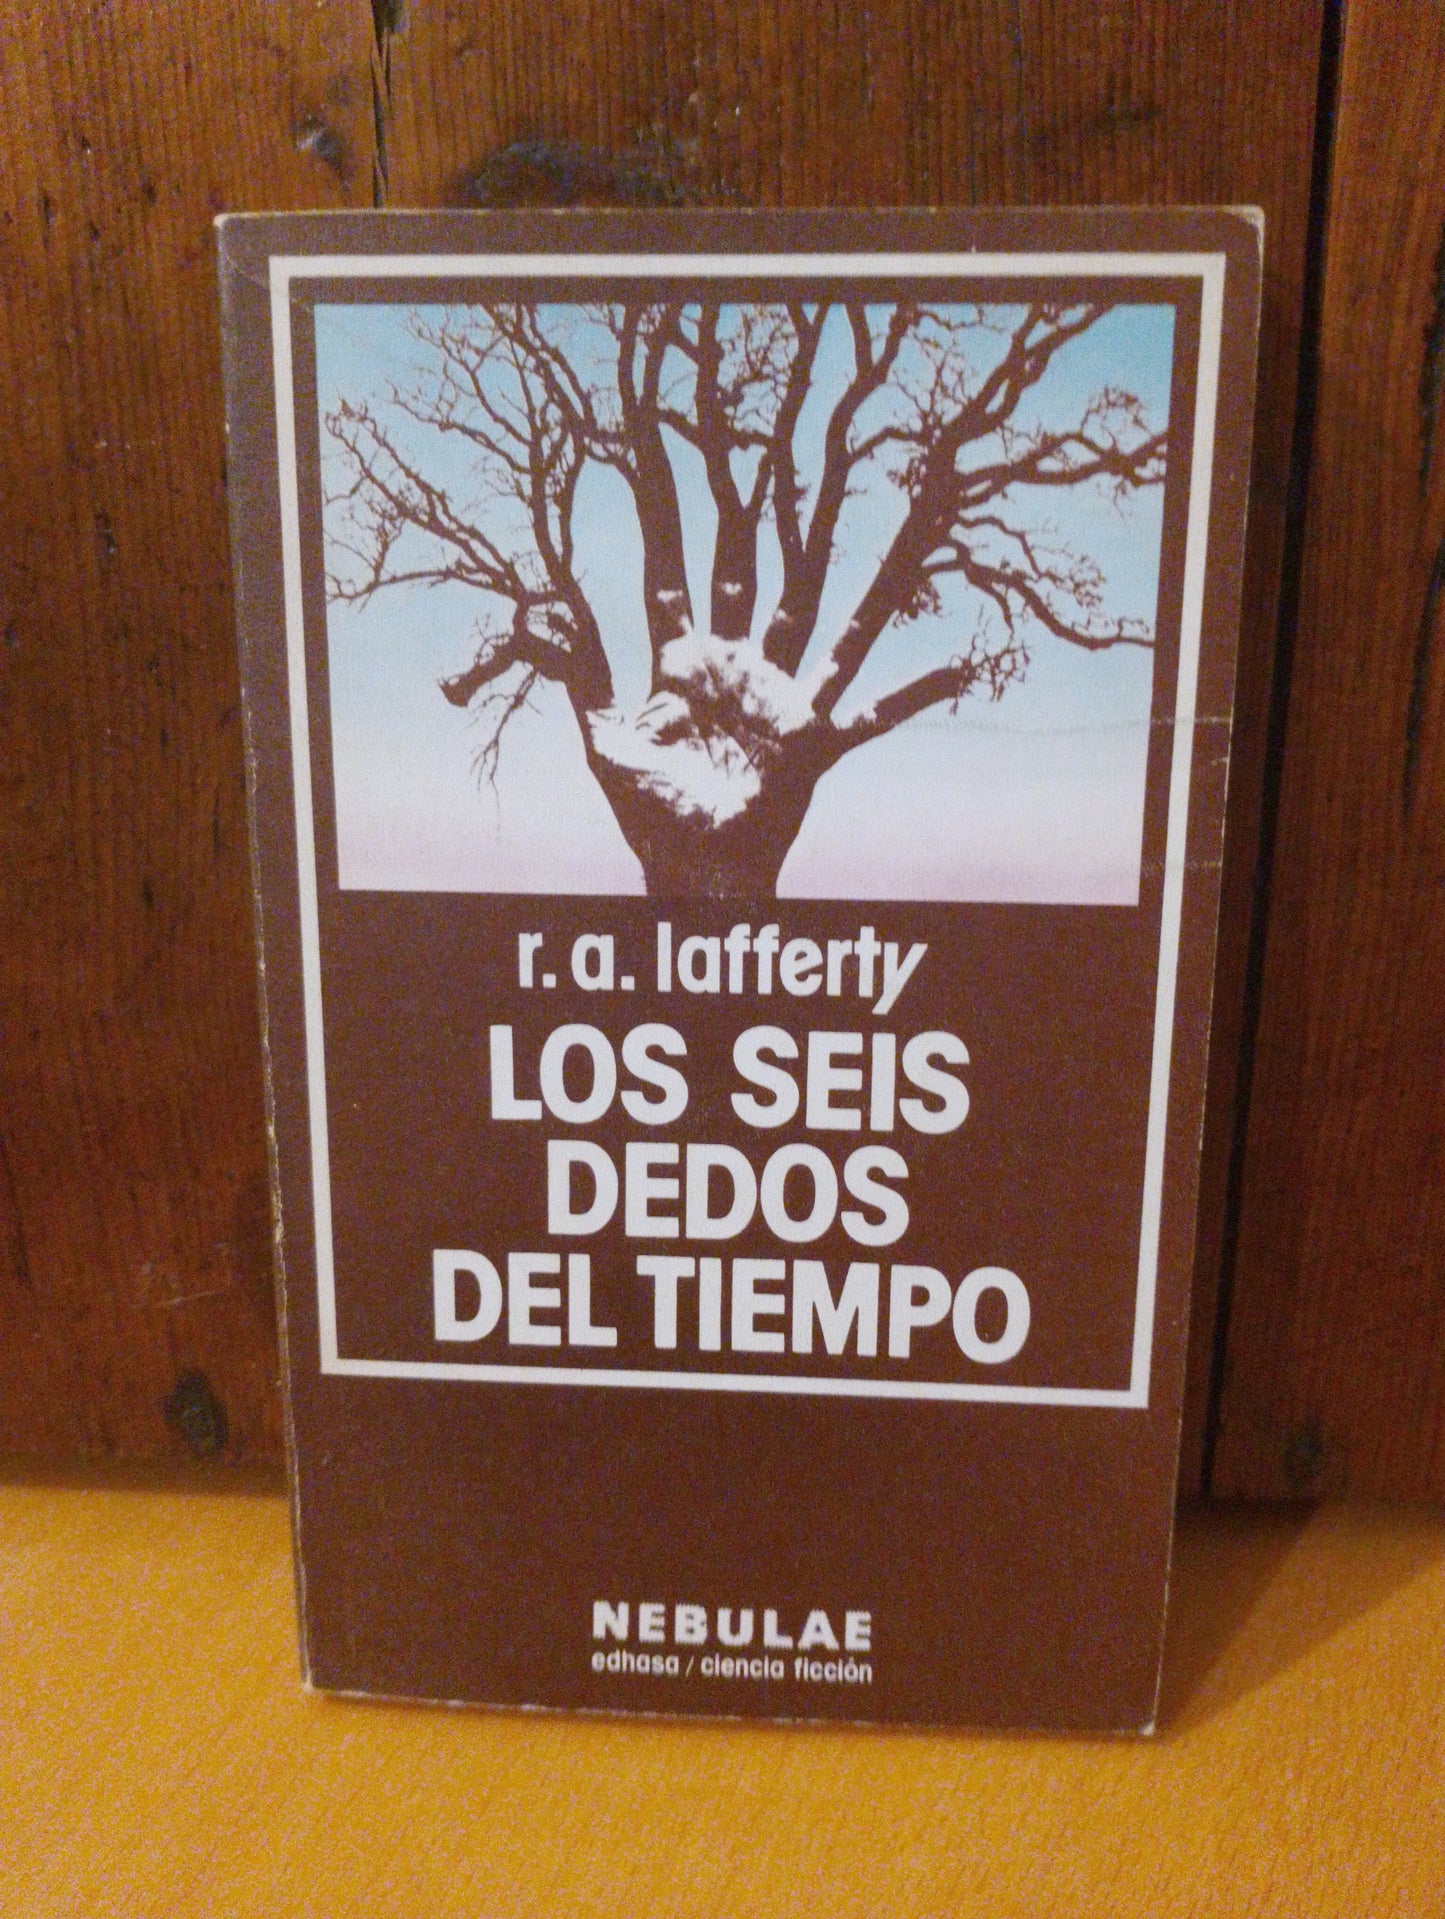 r. a. lafferty
LOS SEIS
DEDOS
DEL TIEMPO
NEBULAE
edhasa / ciencia ficción